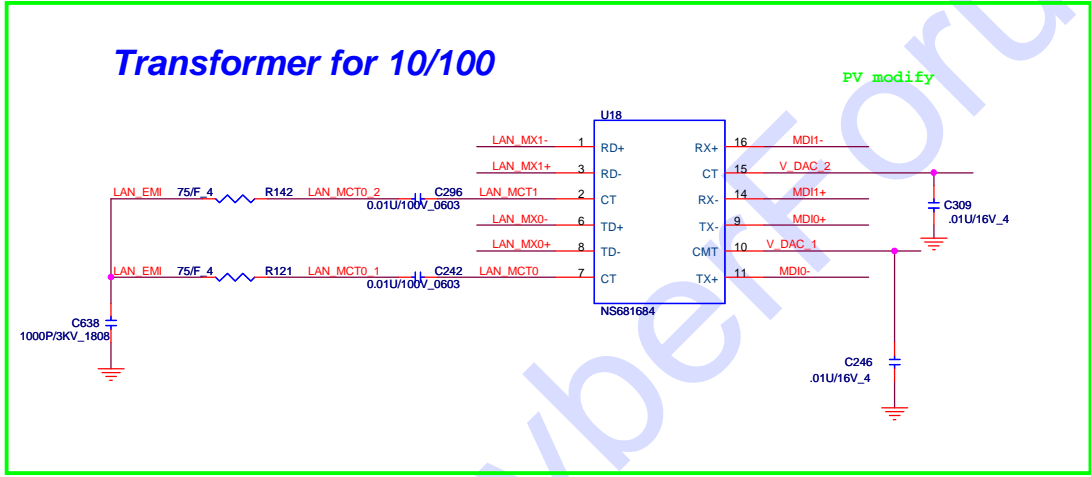 Transformer for 10/100
PV modify
U18
LAN_MX1- 1 RD+ RX+ 16 MDI1-
LAN_MX1+ 3 RD- CT 15 V_DAC_2
LAN_EMI 75/F_4 R142 LAN_MCT0_2 C296 LAN_MCT1 2 CT RX- 14 MDI1+
0.01U/100V_0603
C309
.01U/16V_4
LAN_MX0- 6 TD+ TX- 9 MDI0+
LAN_MX0+ 8 TD- CMT 10 V_DAC_1
LAN_EMI 75/F_4 R121 LAN_MCT0_1 C242 LAN_MCT0 7 CT TX+ 11 MDI0-
0.01U/100V_0603
NS681684
C638
1000P/3KV_1808
C246
.01U/16V_4